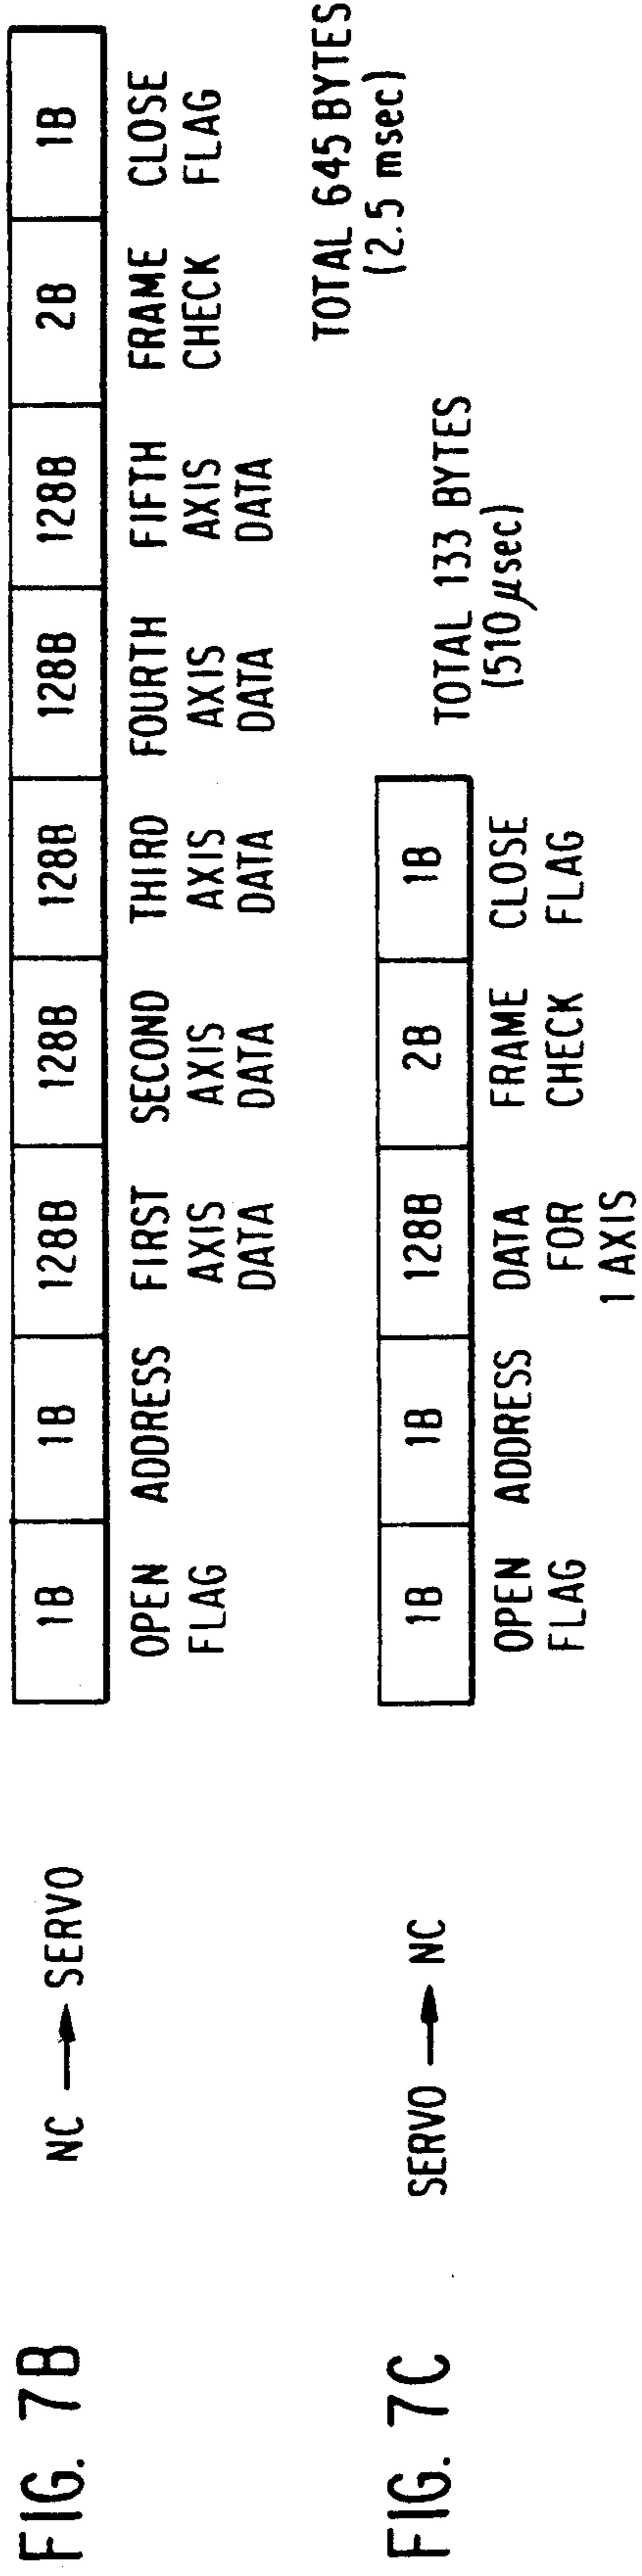 FIG. 7B
NC → SERVO
1B 1B 128B 128B 128B 128B 128B 2B 1B
OPEN ADDRESS FIRST SECOND THIRD FOURTH FIFTH FRAME CLOSE
FLAG AXIS AXIS AXIS AXIS AXIS CHECK FLAG
DATA DATA DATA DATA DATA
TOTAL 645 BYTES
(2.5 msec)
FIG. 7C
SERVO → NC
1B 1B 128B 2B 1B
OPEN ADDRESS DATA FRAME CLOSE
FLAG FOR CHECK FLAG
1 AXIS
TOTAL 133 BYTES
(510 μsec)